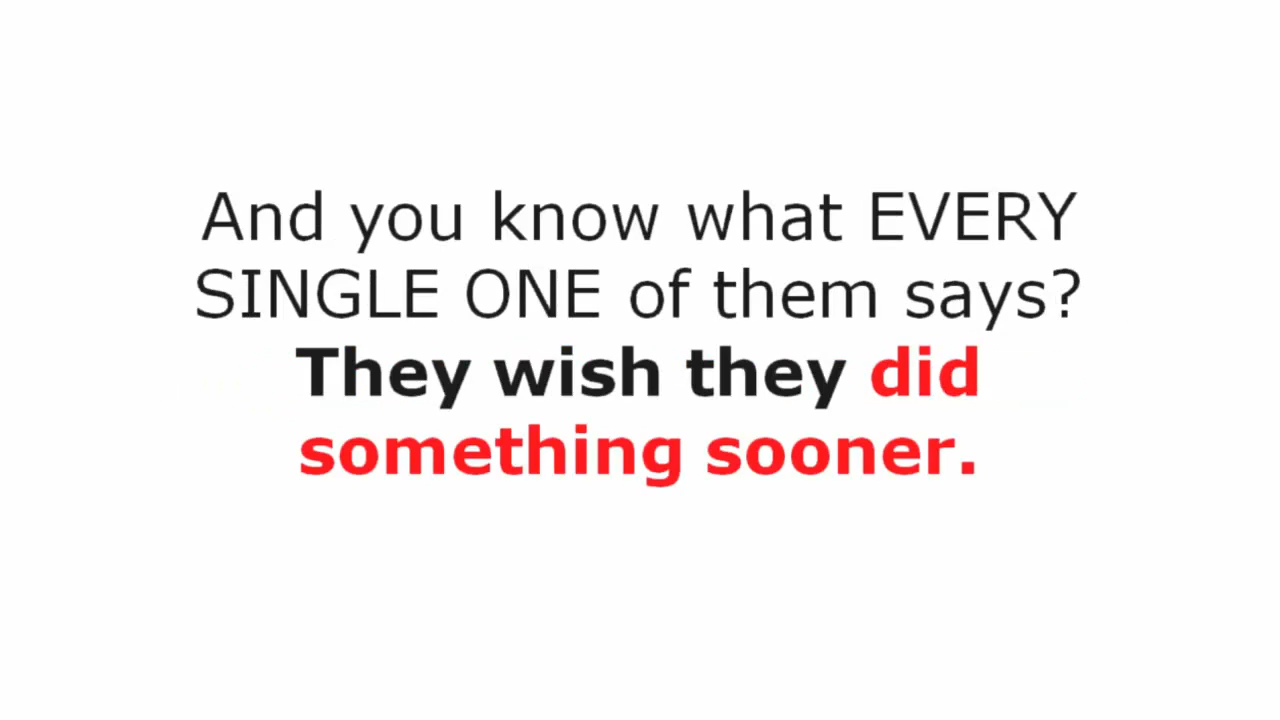 And you know what EVERY
SINGLE ONE of them says?
They wish they did
something sooner.